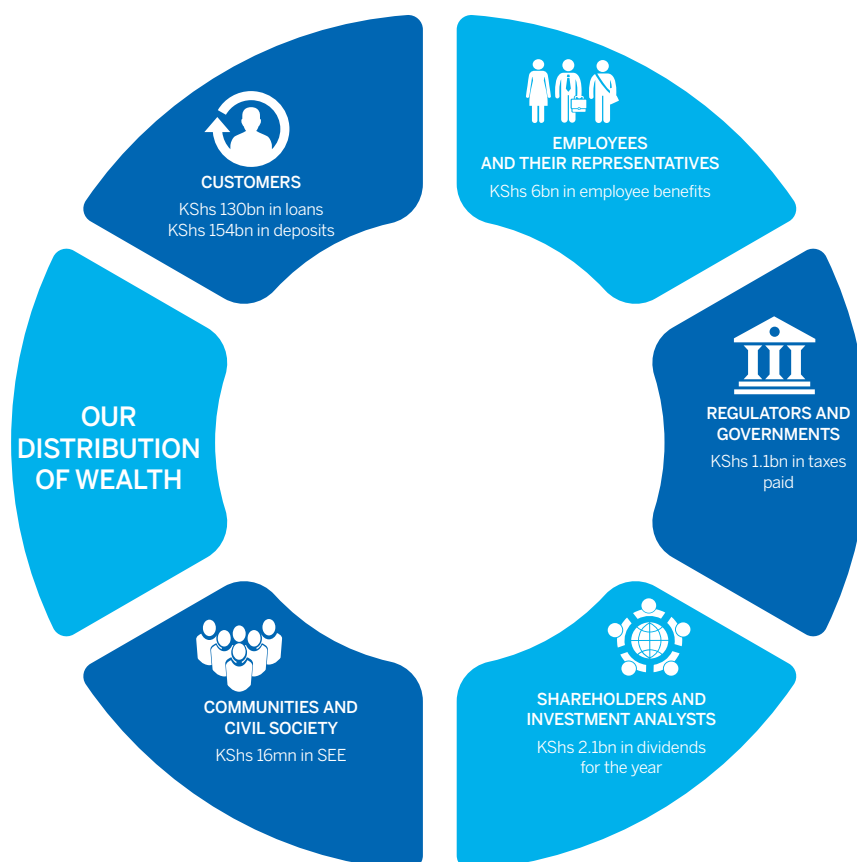 CUSTOMERS
KShs 130bn in loans
KShs 154bn in deposits
EMPLOYEES
AND THEIR REPRESENTATIVES
KShs 6bn in employee benefits
REGULATORS AND
GOVERNMENTS
KShs 1.1bn in taxes
paid
SHAREHOLDERS AND
INVESTMENT ANALYSTS
KShs 2.1bn in dividends
for the year
COMMUNITIES AND
CIVIL SOCIETY
KShs 16mn in SEE
OUR
DISTRIBUTION
OF WEALTH